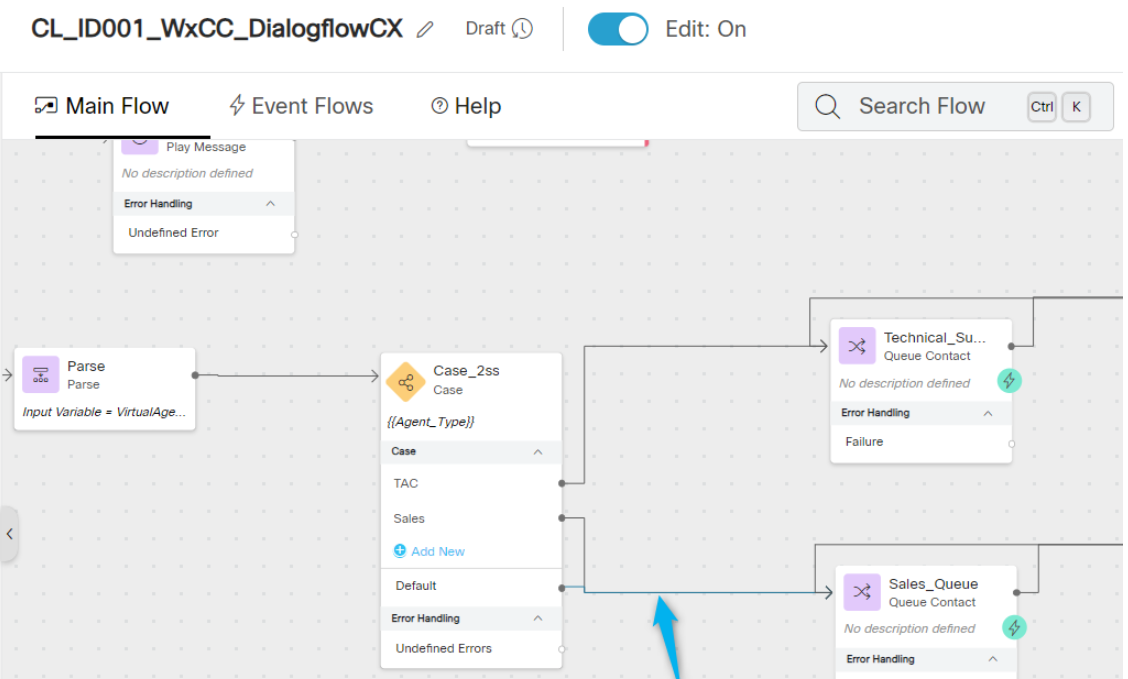 CL_ID001_WxCC_DialogflowCX Draft Edit: On
Main Flow Event Flows Help Search Flow Ctrl K
Play Message
No description defined
Error Handling
Undefined Error
Parse
Parse
Input Variable = VirtualAge...
Case_2ss
Case
{{Agent_Type}}
Case
TAC
Sales
Add New
Default
Error Handling
Undefined Errors
Technical_Su...
Queue Contact
No description defined
Error Handling
Failure
Sales_Queue
Queue Contact
No description defined
Error Handling